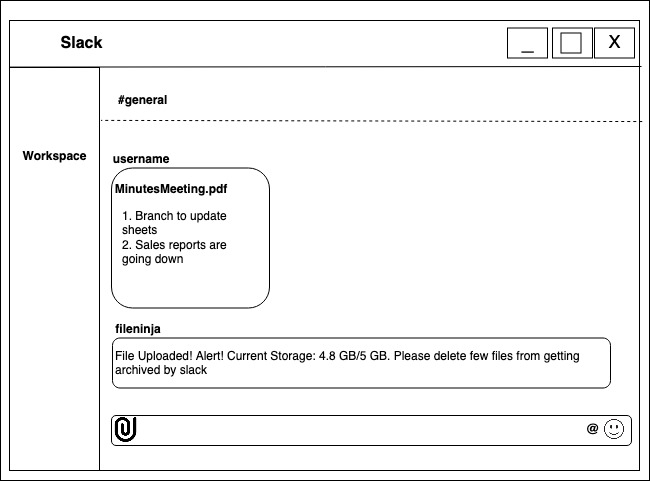 Slack
_
X
#general
Workspace
username
MinutesMeeting.pdf
1. Branch to update
sheets
2. Sales reports are
going down
fileninja
File Uploaded! Alert! Current Storage: 4.8 GB/5 GB. Please delete few files from getting
archived by slack
@